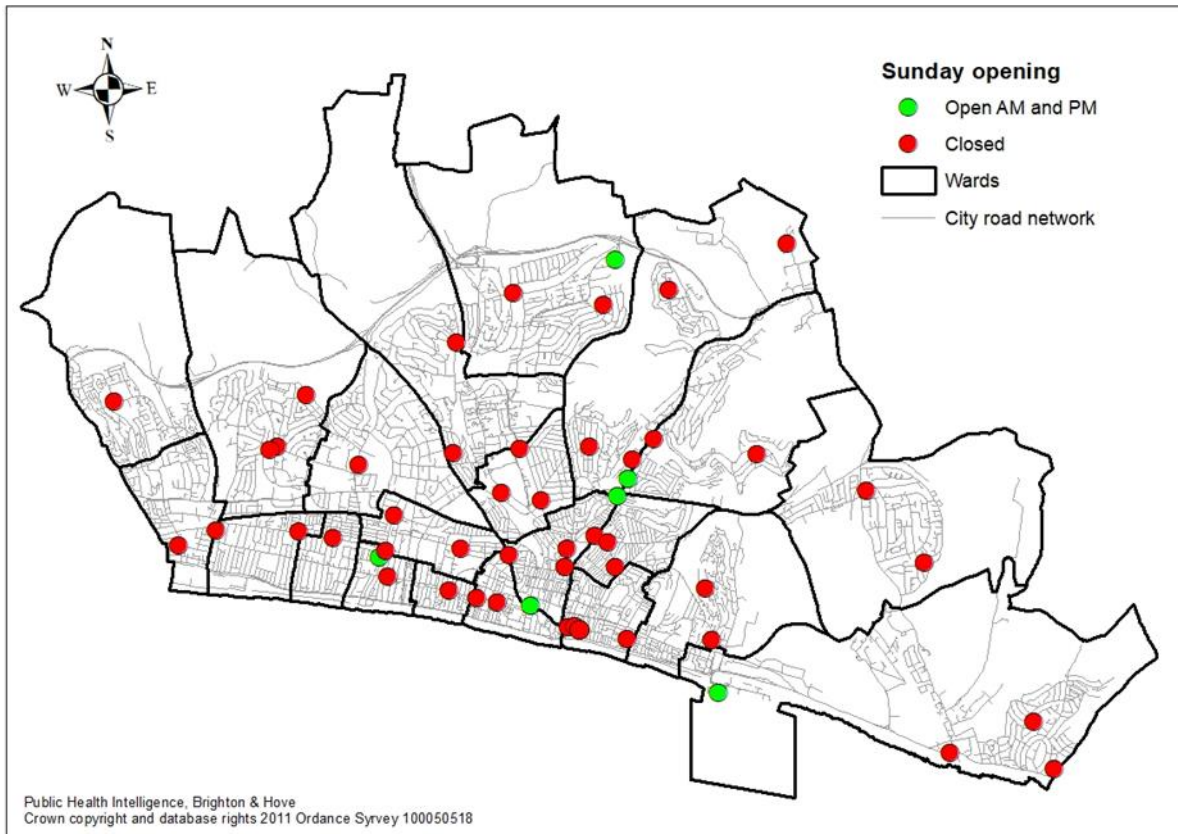 N
W E
S
Sunday opening
Open AM and PM
Closed
Wards
City road network
Public Health Intelligence, Brighton & Hove
Crown copyright and database rights 2011 Ordance Syrvey 100050518